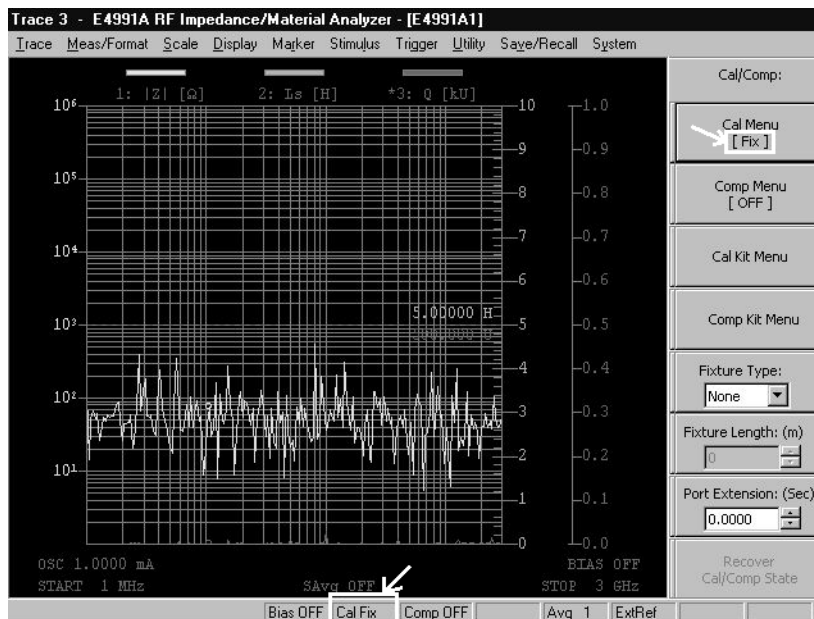 Trace 3 - E4991A RF Impedance/Material Analyzer - [E4991A1]
Trace Meas/Format Scale Display Marker Stimulus Trigger Utility Save/Recall System
1: |Z| [Ω] 2: Ls [H] *3: Q [kU]
10⁶ 10 1.0
9 0.9
10⁵
8 0.8
7 0.7
10⁴
6 0.6
5.00000 H
10³ 5 0.5
4 0.4
10² 3 0.3
2 0.2
10¹
1 0.1
0 0.0
OSC 1.0000 mA BIAS OFF
START 1 MHz SAvg OFF STOP 3 GHz
Cal/Comp:
Cal Menu
[ Fix ]
Comp Menu
[ OFF ]
Cal Kit Menu
Comp Kit Menu
Fixture Type:
None
Fixture Length: (m)
0
Port Extension: (Sec)
0.0000
Recover
Cal/Comp State
Bias OFF Cal Fix Comp OFF Avg 1 ExtRef